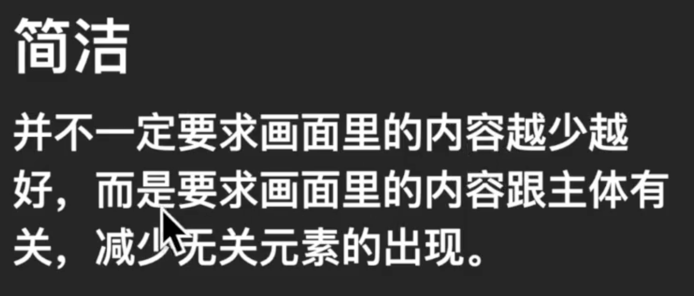 简洁
并不一定要求画面里的内容越少越
好，而是要求画面里的内容跟主体有
关，减少无关元素的出现。